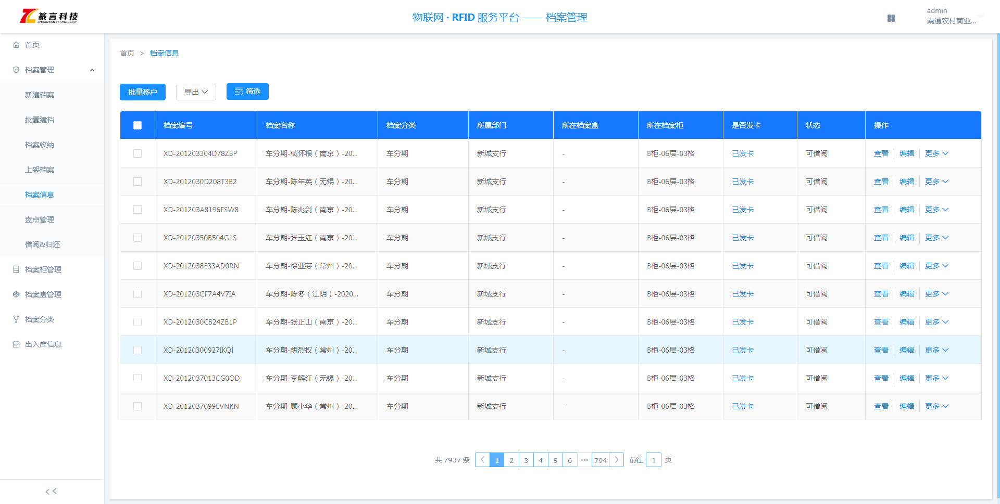 篆言科技
ZHUANYAN TECHNOLOGY
物联网 · RFID 服务平台 —— 档案管理
admin
南通农村商业...
首页
档案管理
新建档案
批量建档
档案收纳
上架档案
档案信息
盘点管理
借阅&归还
档案柜管理
档案盒管理
档案分类
出入库信息
<<
首页 > 档案信息
批量移户 导出 筛选
档案编号 档案名称 档案分类 所属部门 所在档案盒 所在档案柜 是否发卡 状态 操作
XD-201203304D78ZBP 车分期-臧怀根（南京）-20... 车分期 新城支行 - B柜-06层-03格 已发卡 可借阅 查看 编辑 更多
XD-2012030D208T3B2 车分期-陈年英（无锡）-20... 车分期 新城支行 - B柜-06层-03格 已发卡 可借阅 查看 编辑 更多
XD-201203A8196FSW8 车分期-陈兆剑（南京）-20... 车分期 新城支行 - B柜-06层-03格 已发卡 可借阅 查看 编辑 更多
XD-20120350B504G1S 车分期-张玉红（南京）-20... 车分期 新城支行 - B柜-06层-03格 已发卡 可借阅 查看 编辑 更多
XD-2012038E33AD0RN 车分期-徐亚芬（常州）-20... 车分期 新城支行 - B柜-06层-03格 已发卡 可借阅 查看 编辑 更多
XD-201203CF7A4V7IA 车分期-陈冬（江阴）-2020... 车分期 新城支行 - B柜-06层-03格 已发卡 可借阅 查看 编辑 更多
XD-2012030CB24ZB1P 车分期-张正山（南京）-20... 车分期 新城支行 - B柜-06层-03格 已发卡 可借阅 查看 编辑 更多
XD-20120300927IKQI 车分期-胡烈权（常州）-20... 车分期 新城支行 - B柜-06层-03格 已发卡 可借阅 查看 编辑 更多
XD-2012037013CG0OD 车分期-李解红（无锡）-20... 车分期 新城支行 - B柜-06层-03格 已发卡 可借阅 查看 编辑 更多
XD-2012037099EVNKN 车分期-顾小华（常州）-20... 车分期 新城支行 - B柜-06层-03格 已发卡 可借阅 查看 编辑 更多
共 7937 条 < 1 2 3 4 5 6 ••• 794 > 前往 1 页